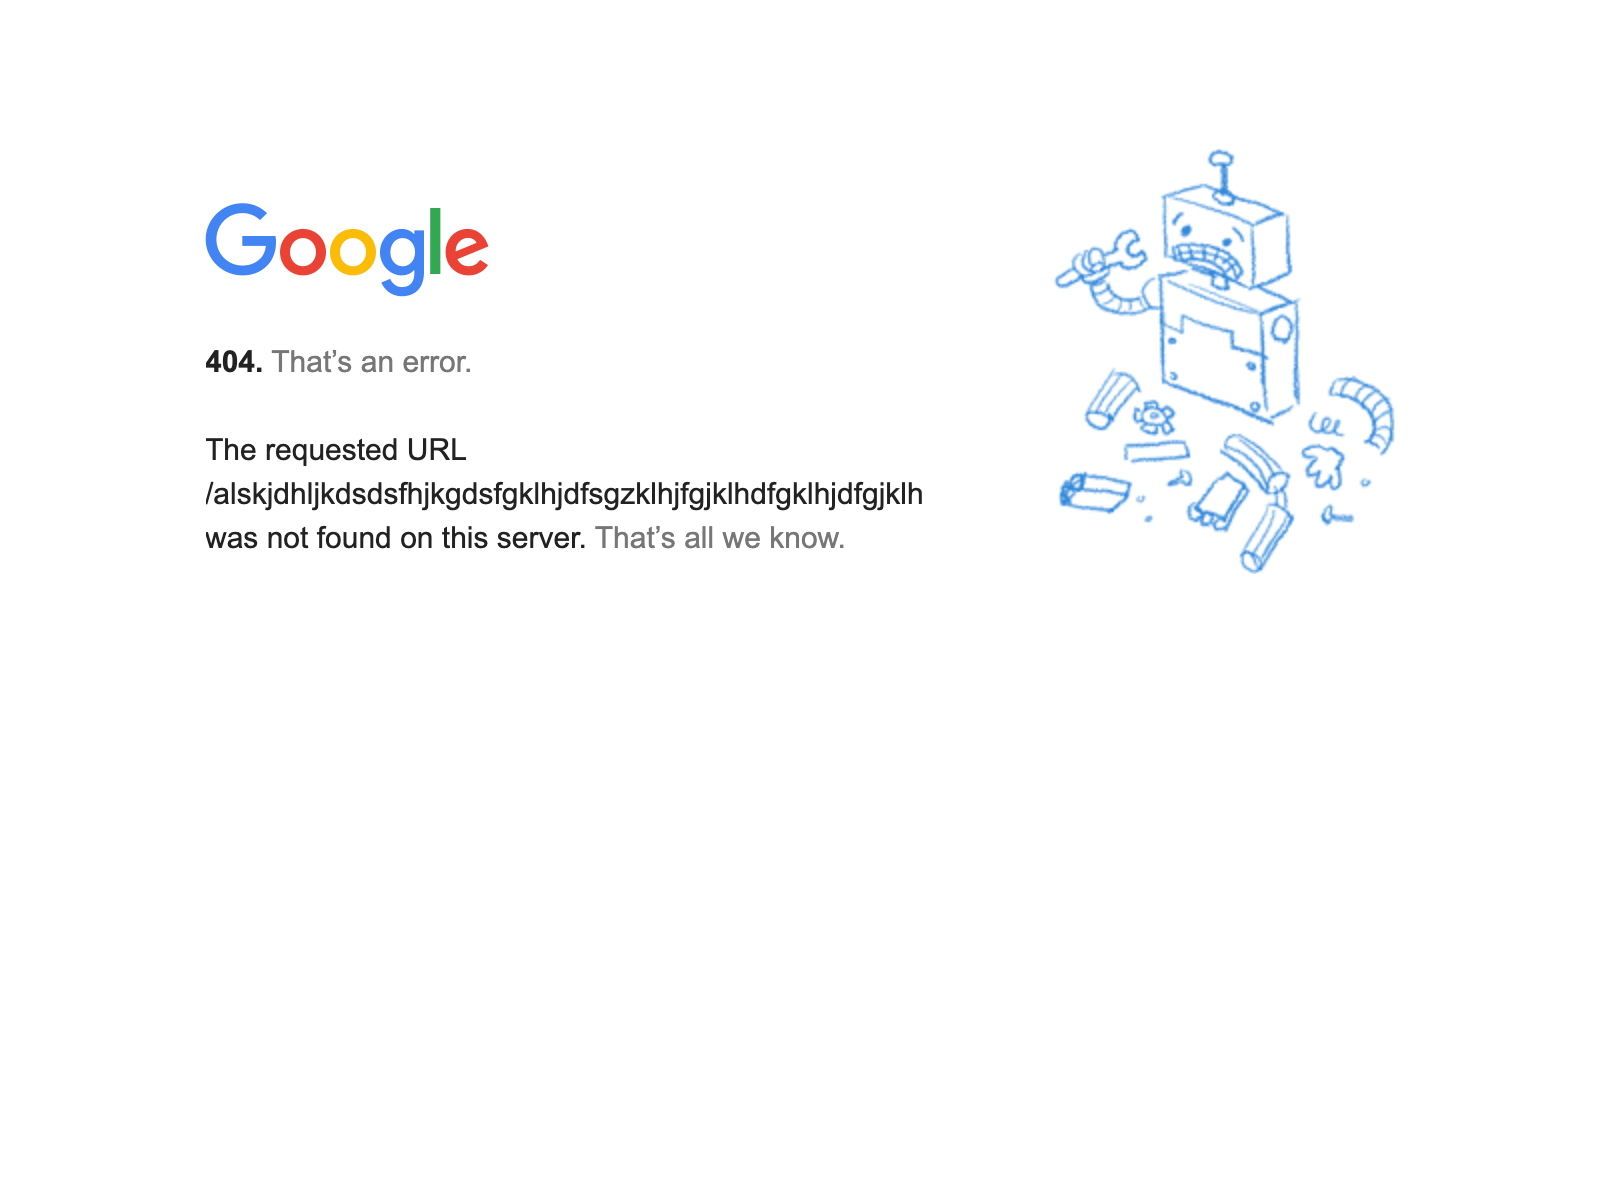 Google
404. That’s an error.
The requested URL
/alskjdhljkdsdsfhjkgdsfgklhjdfsgzklhjfgjklhdfgklhjdfgjklh
was not found on this server. That’s all we know.